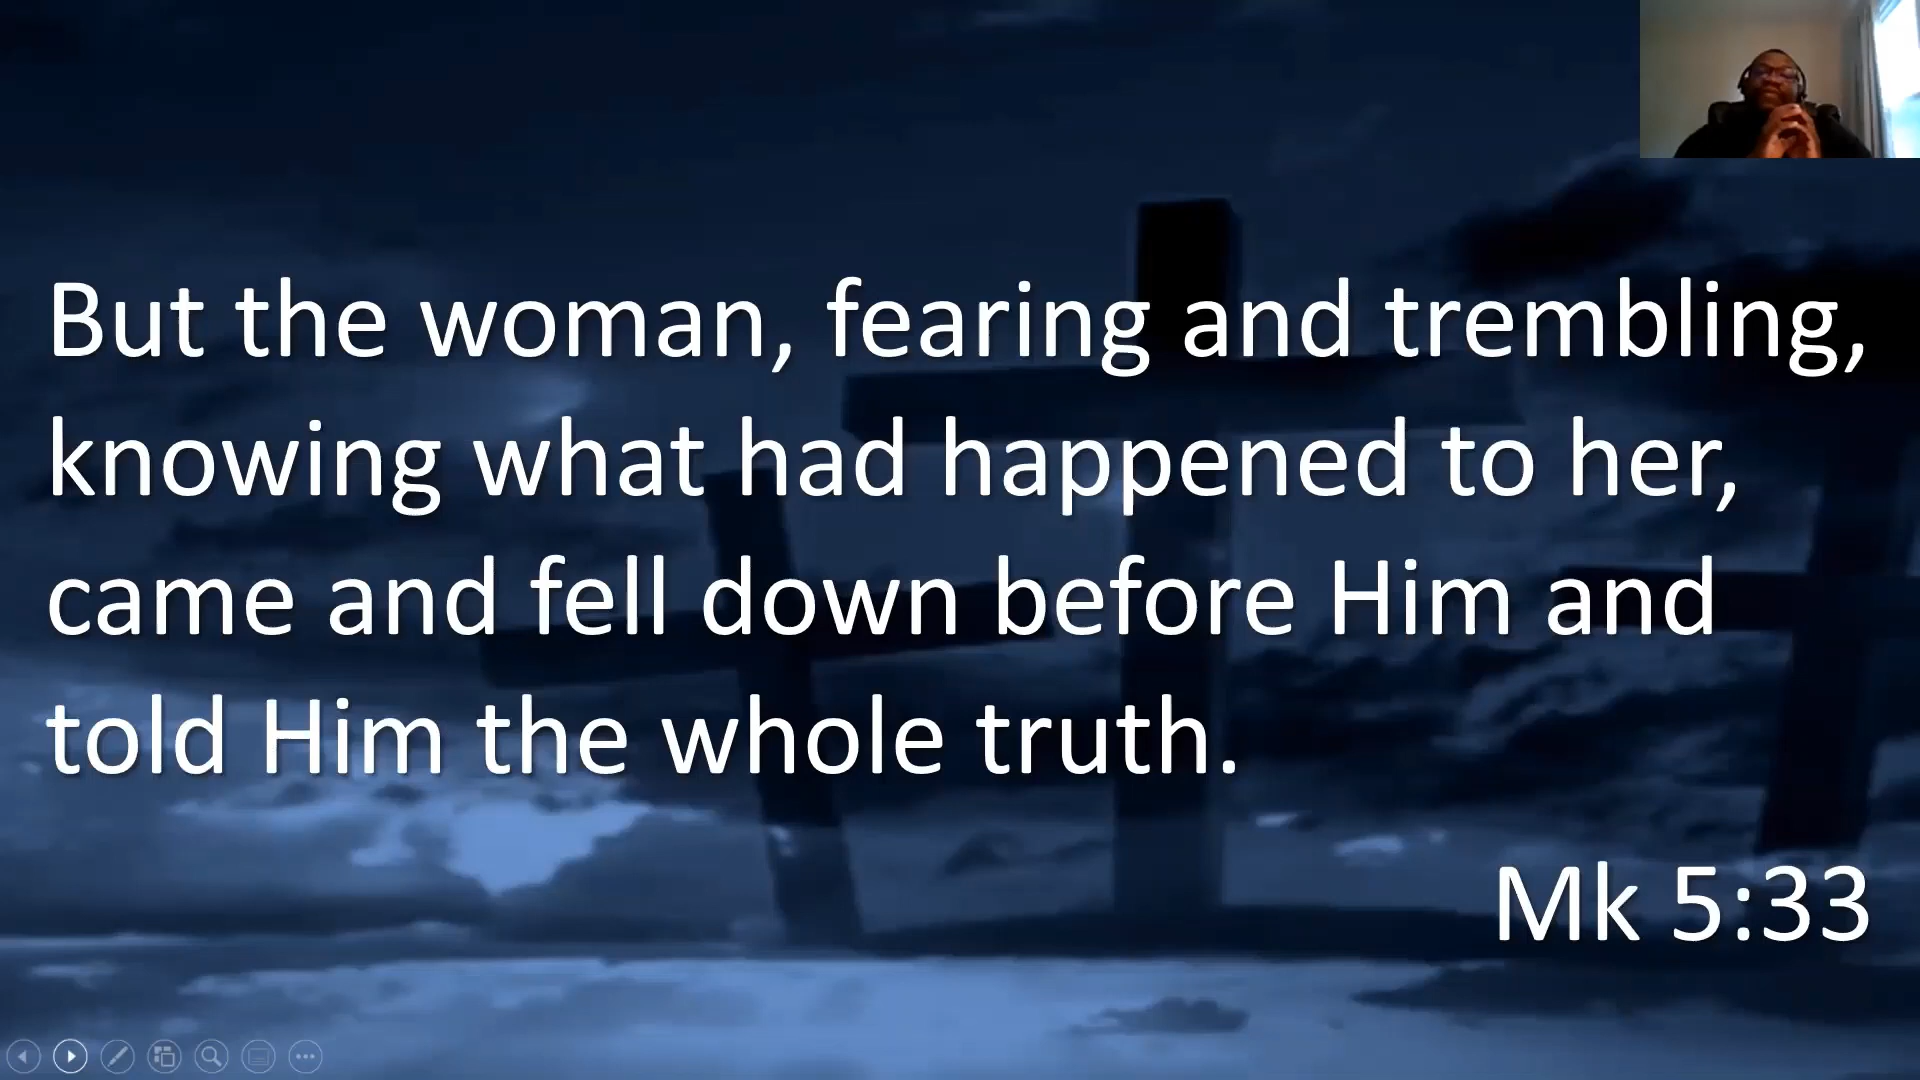 But the woman, fearing and trembling,
knowing what had happened to her,
came and fell down before Him and
told Him the whole truth.
Mk 5:33